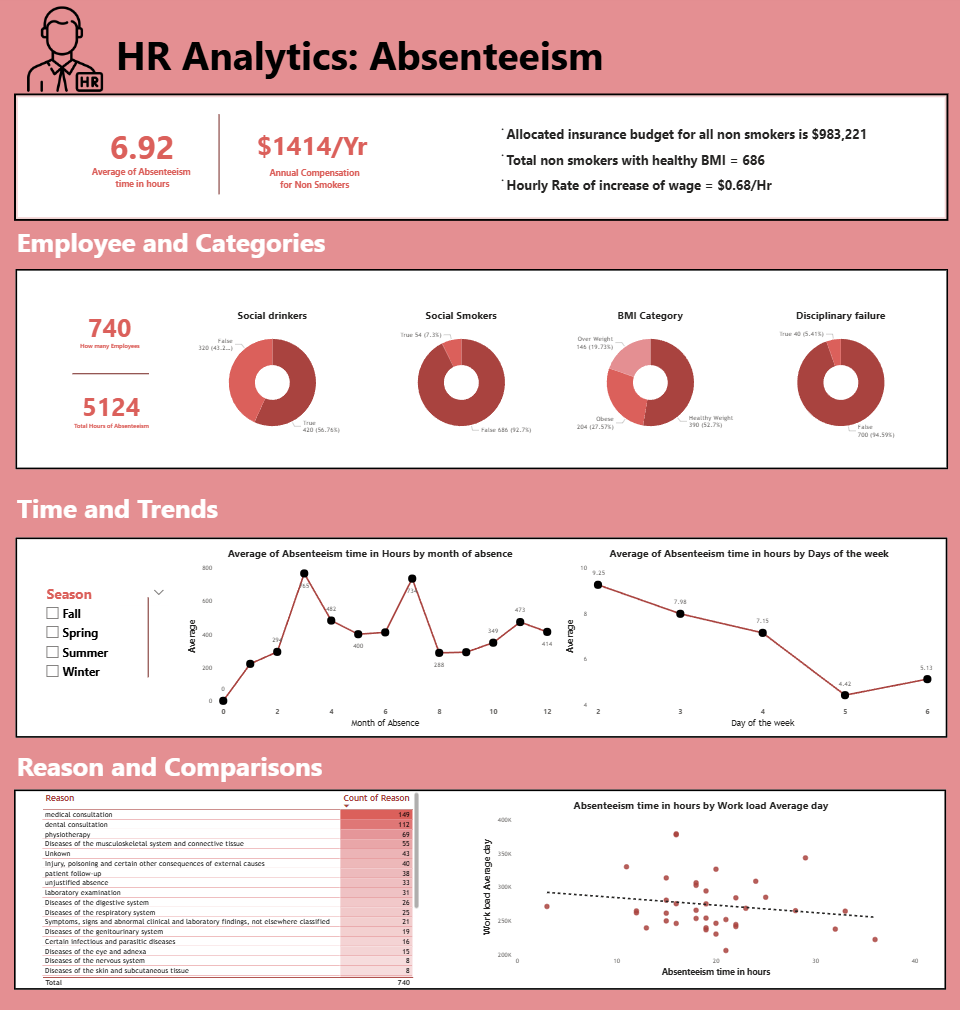 HR
HR Analytics: Absenteeism
6.92
Average of Absenteeism
time in hours
$1414/Yr
Annual Compensation
for Non Smokers
Allocated insurance budget for all non smokers is $983,221
Total non smokers with healthy BMI = 686
Hourly Rate of increase of wage = $0.68/Hr
Employee and Categories
740
How many Employees
5124
Total Hours of Absenteeism
Social drinkers
False
320 (43.2...)
True
420 (56.76%)
Social Smokers
True 54 (7.3%)
False 686 (92.7%)
BMI Category
Over Weight
146 (19.73%)
Obese
204 (27.57%)
Healthy Weight
390 (52.7%)
Disciplinary failure
True 40 (5.41%)
False
700 (94.59%)
Time and Trends
Season
Fall
Spring
Summer
Winter
Average of Absenteeism time in Hours by month of absence
Average
800
600
400
200
0
0
294
482
400
288
349
473
414
0 2 4 6 8 10 12
Month of Absence
Average of Absenteeism time in hours by Days of the week
Average
10
8
6
4
9.25
7.98
7.15
4.42
5.13
2 3 4 5 6
Day of the week
Reason and Comparisons
Reason Count of Reason
medical consultation 149
dental consultation 112
physiotherapy 69
Diseases of the musculoskeletal system and connective tissue 55
Unkown 43
Injury, poisoning and certain other consequences of external causes 40
patient follow-up 38
unjustified absence 33
laboratory examination 31
Diseases of the digestive system 26
Diseases of the respiratory system 25
Symptoms, signs and abnormal clinical and laboratory findings, not elsewhere classified 21
Diseases of the genitourinary system 19
Certain infectious and parasitic diseases 16
Diseases of the eye and adnexa 15
Diseases of the nervous system 8
Diseases of the skin and subcutaneous tissue 8
Total 740
Absenteeism time in hours by Work load Average day
Work load Average day
400K
350K
300K
250K
200K
0 10 20 30 40
Absenteeism time in hours